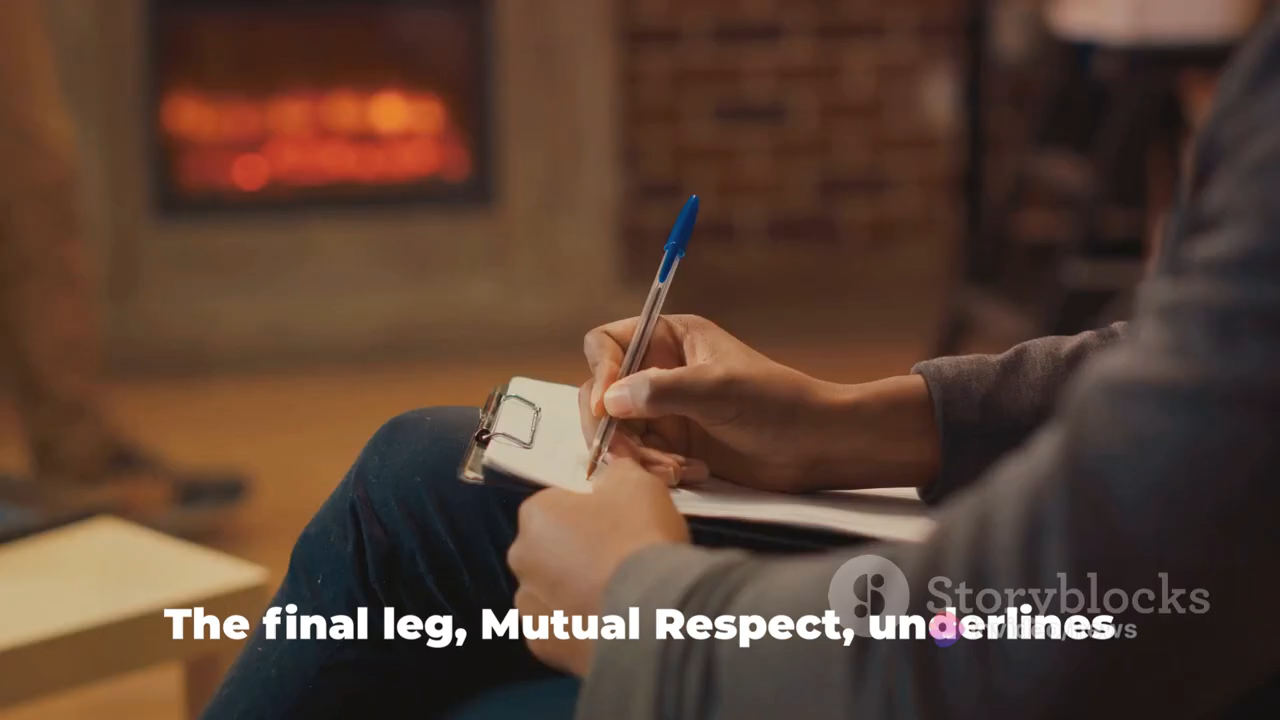 Storyblocks
The final leg, Mutual Respect, underlines